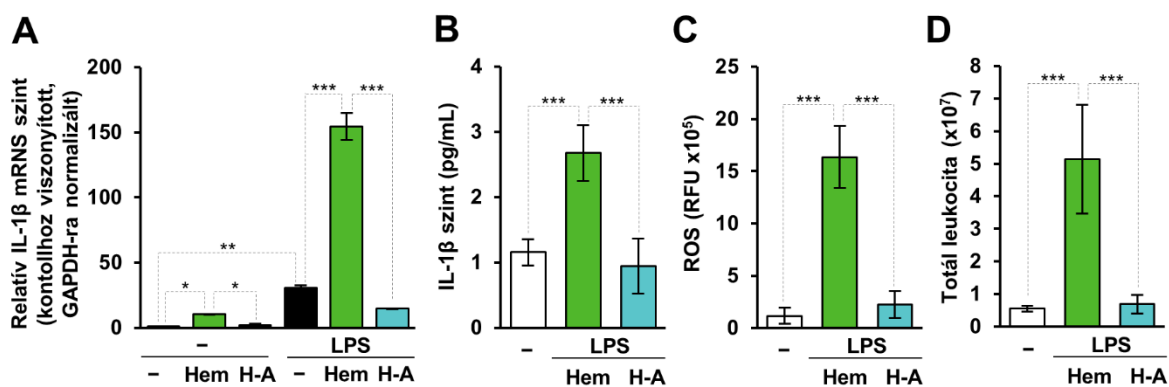 A
Relatív IL-1β mRNS szint
(kontollhoz viszonyított,
GAPDH-ra normalizált)
200
150
100
50
0
**
*
*
***
***
–
LPS
–
Hem
H-A
–
Hem
H-A
B
IL-1β szint (pg/mL)
4
3
2
1
0
***
***
–
LPS
Hem
H-A
C
ROS (RFU x10⁵)
25
20
15
10
5
0
***
***
–
LPS
Hem
H-A
D
Totál leukocita (x10⁷)
8
7
6
5
4
3
2
1
0
***
***
–
LPS
Hem
H-A